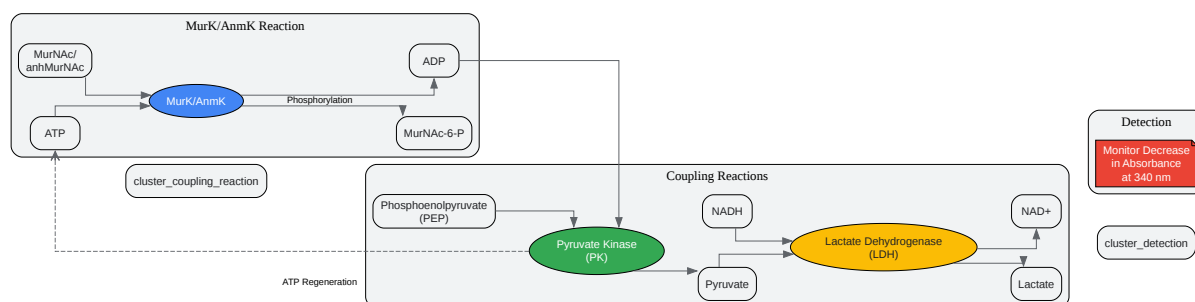 MurK/AnmK Reaction
MurNAc/
anhMurNAc
ADP
MurK/AnmK
Phosphorylation
ATP
MurNAc-6-P
cluster_coupling_reaction
Detection
Monitor Decrease
in Absorbance
at 340 nm
Coupling Reactions
Phosphoenolpyruvate
(PEP)
NADH
NAD+
Pyruvate Kinase
(PK)
Lactate Dehydrogenase
(LDH)
cluster_detection
ATP Regeneration
Pyruvate
Lactate